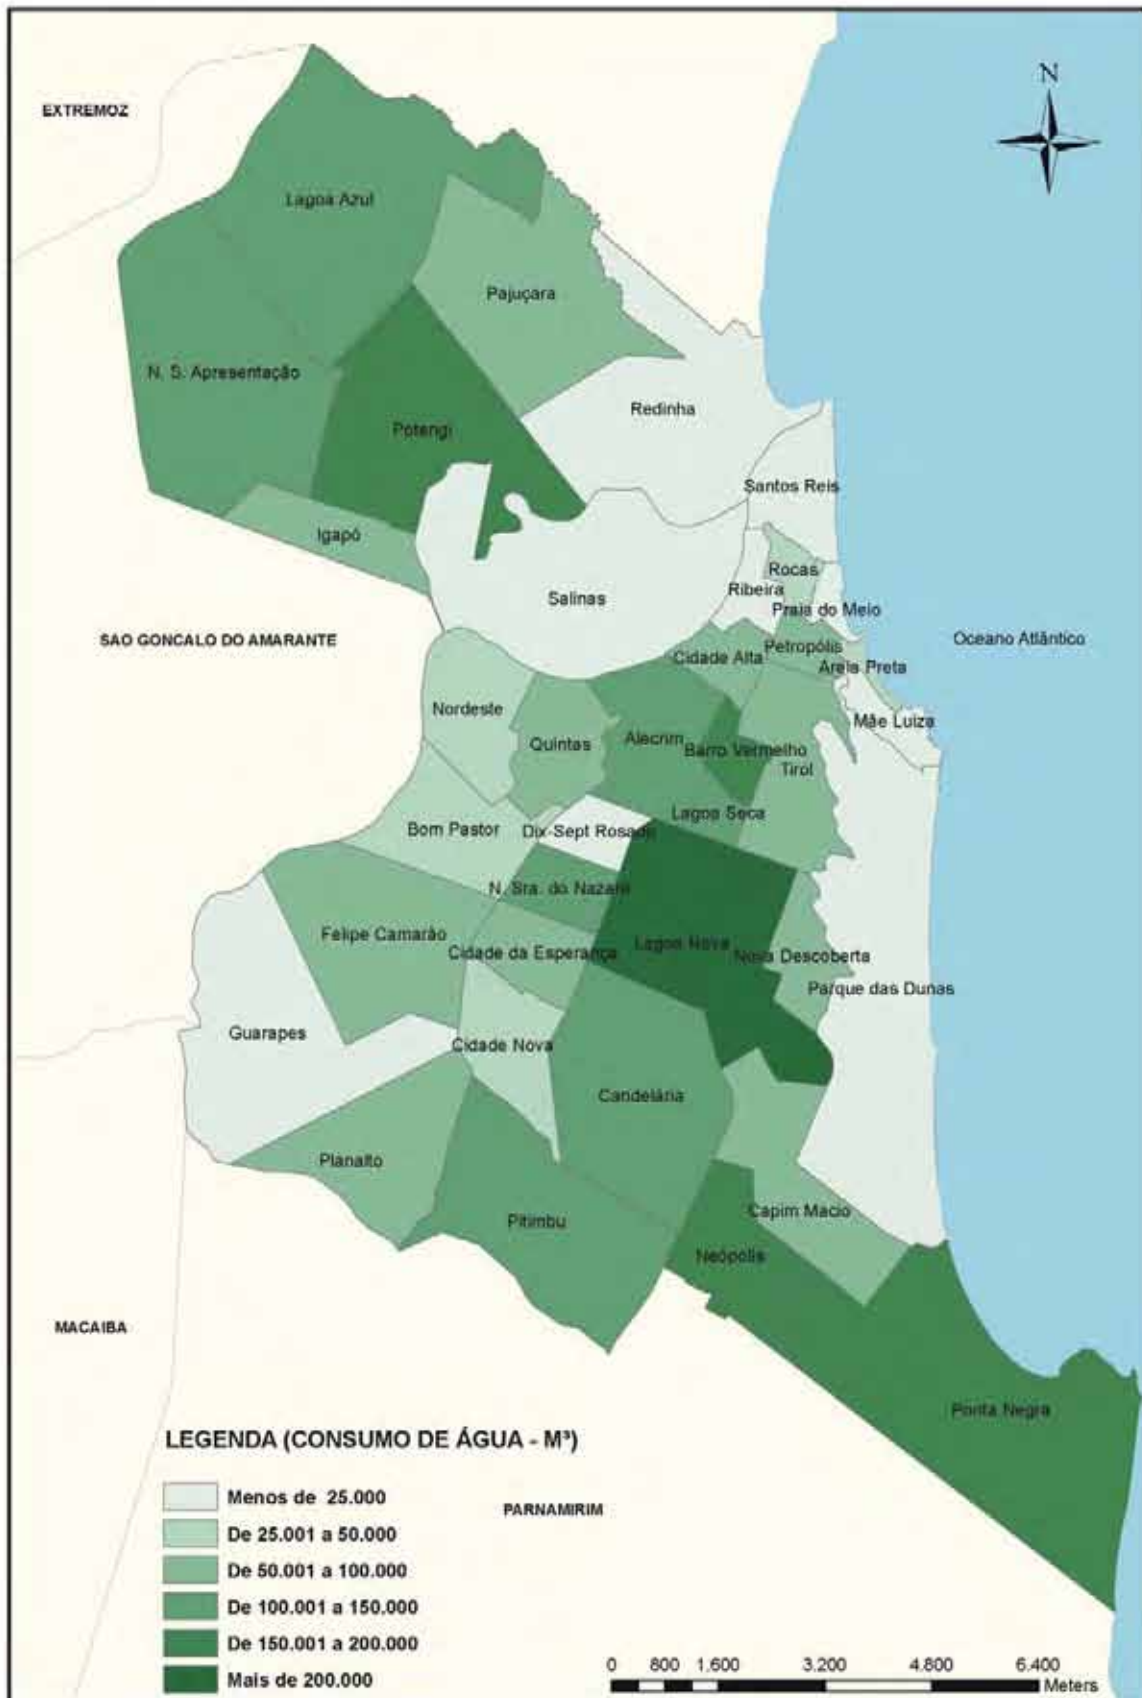 N
EXTREMOZ
Lagoa Azul
Pajuçara
N. S. Apresentação
Redinha
Potengi
Santos Reis
Igapó
Rocas
Ribeira
Salinas
Praia do Meio
SAO GONCALO DO AMARANTE
Oceano Atlântico
Petropólis
Cidade Alta
Areia Preta
Nordeste
Mãe Luiza
Quintas
Alecrim
Barro Vermelho
Tirol
Lagoa Seca
Bom Pastor
Dix-Sept Rosado
N. Sra. do Nazaré
Felipe Camarão
Lagoa Nova
Cidade da Esperança
Nova Descoberta
Parque das Dunas
Guarapes
Cidade Nova
Candelária
Planalto
Capim Macio
Pitimbu
Neópolis
MACAIBA
Ponta Negra
LEGENDA (CONSUMO DE ÁGUA - M³)
Menos de 25.000
PARNAMIRIM
De 25.001 a 50.000
De 50.001 a 100.000
De 100.001 a 150.000
De 150.001 a 200.000
Mais de 200.000
0 800 1.600 3.200 4.800 6.400
Meters